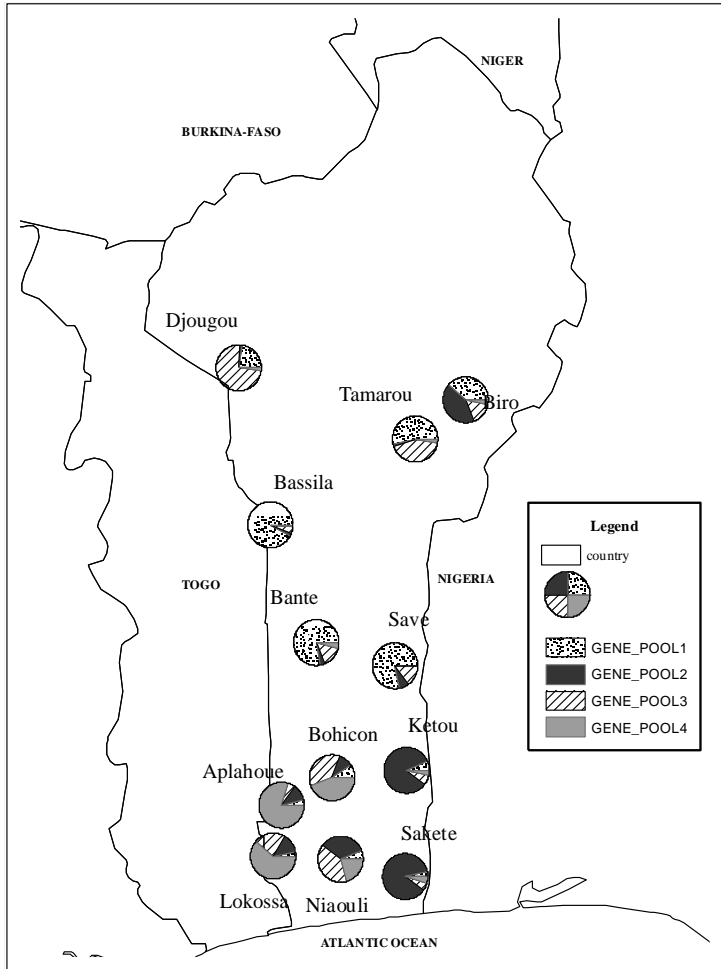 NIGER
BURKINA-FASO
Djougou
Tamarou
Biro
Bassila
Legend
country
TOGO
NIGERIA
Bante
Save
GENE_POOL1
GENE_POOL2
GENE_POOL3
GENE_POOL4
Bohicon
Ketou
Aplahoue
Sakete
Lokossa
Niaouli
ATLANTIC OCEAN